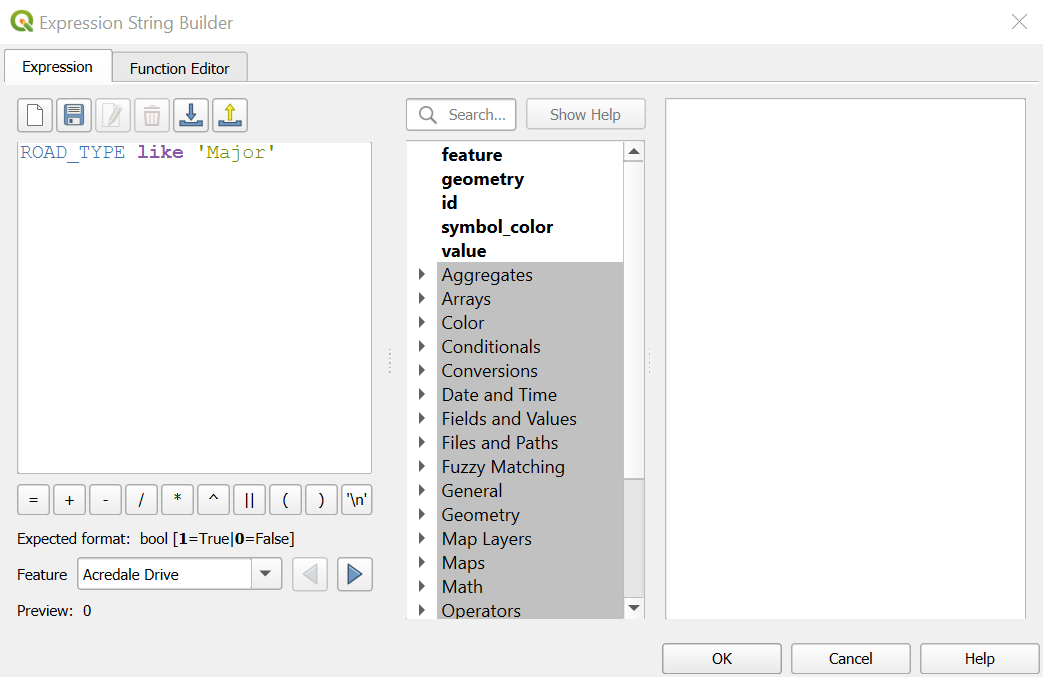 Expression String Builder
Expression
Function Editor
Search...
Show Help
ROAD_TYPE like 'Major'
feature
geometry
id
symbol_color
value
Aggregates
Arrays
Color
Conditionals
Conversions
Date and Time
Fields and Values
Files and Paths
Fuzzy Matching
General
Geometry
Map Layers
Maps
Math
Operators
= + - / * ^ || ( ) '\n'
Expected format: bool [1=True|0=False]
Feature Acredale Drive
Preview: 0
OK Cancel Help